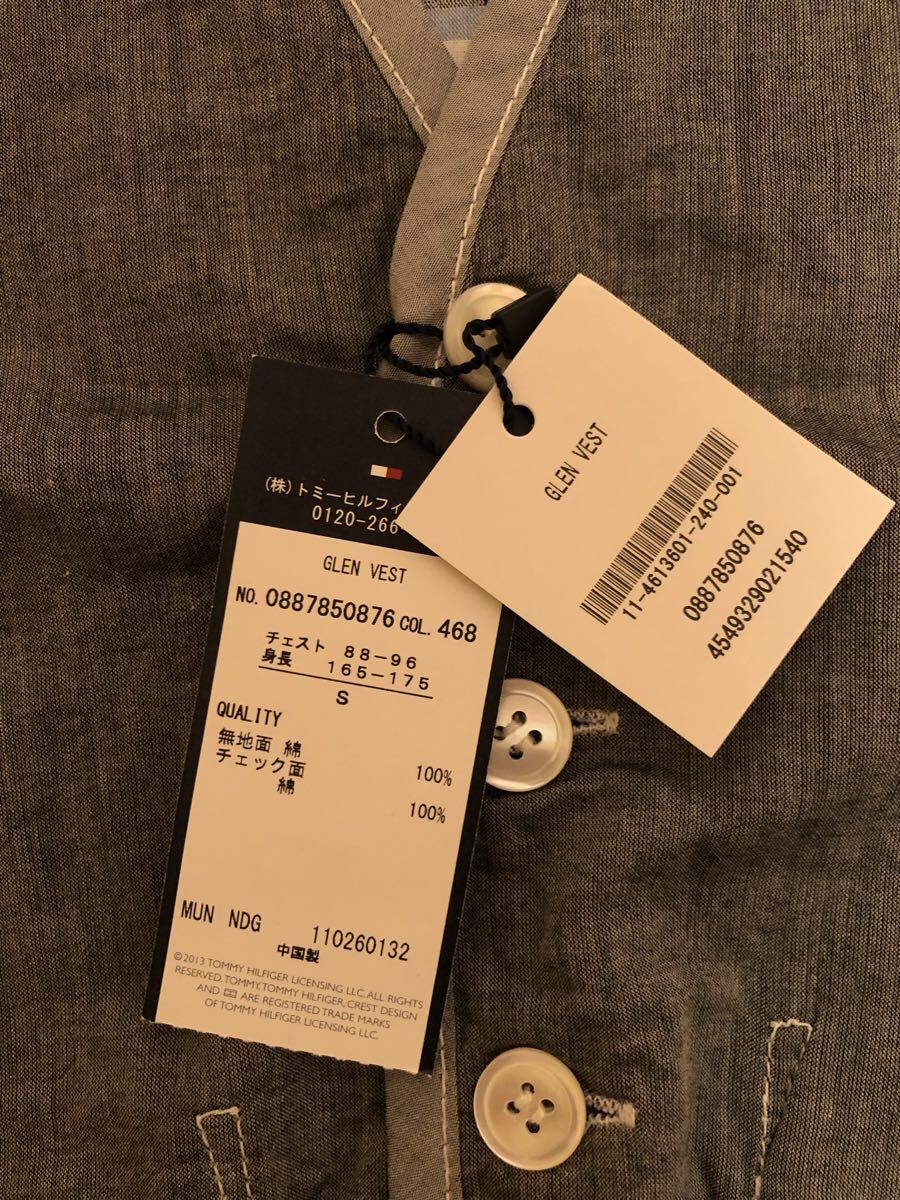 (株)トミーヒルフィ
0120-266
GLEN VEST
NO. 0887850876 COL. 468
チェスト 88-96
身長 165-175
S
QUALITY
無地面 綿
100%
チェック面
綿
100%
MUN NDG 110260132
中国製
©2013 TOMMY HILFIGER LICENSING LLC. ALL RIGHTS
RESERVED. TOMMY, TOMMY HILFIGER, CREST DESIGN
AND ARE REGISTERED TRADE MARKS
OF TOMMY HILFIGER LICENSING LLC.
GLEN VEST
11-4613601-240-001
0887850876
4549329021540